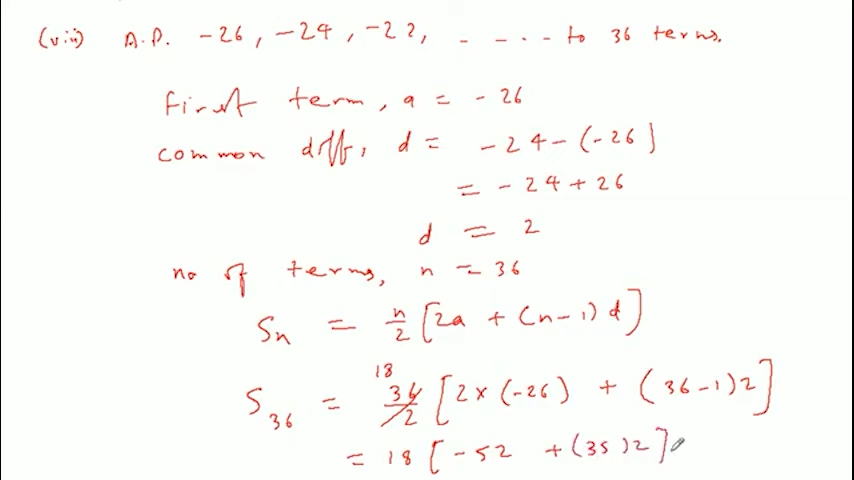 (viii) A.P. -26, -24, -22, - - - - to 36 terms.
First term, a = -26
common diff, d = -24-(-26)
= -24+26
d = 2
no of terms, n = 36
Sn = n/2 [2a + (n-1)d]
18
S36 = 36/2 [2x(-26) + (36-1)2]
= 18[-52 +(35)2]